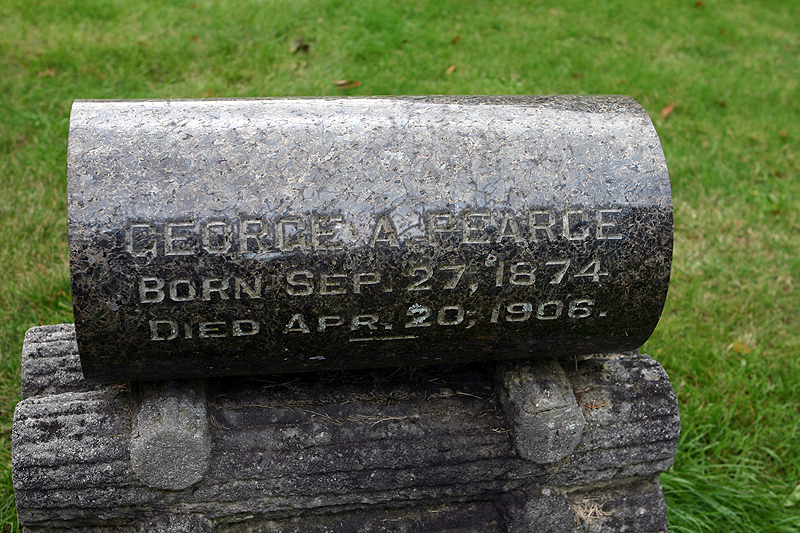 GEORGE A PEARCE
BORN SEP. 27, 1874
DIED APR. 20, 1906.